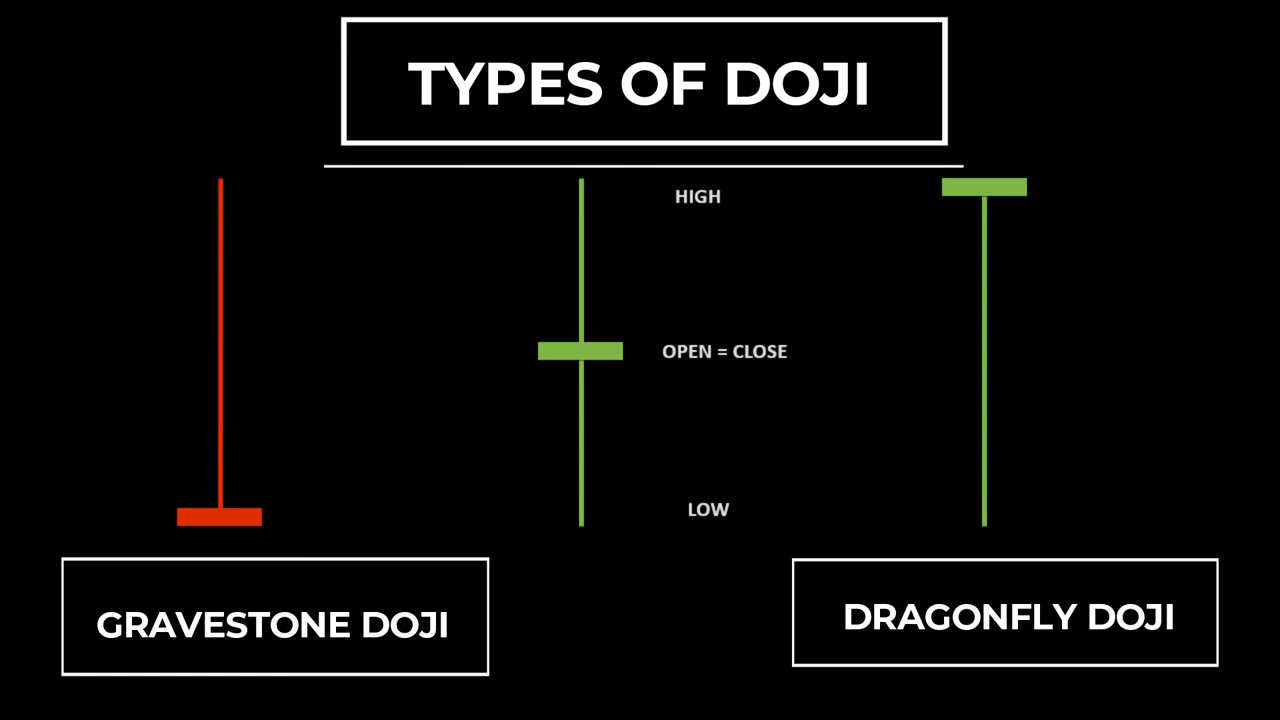 TYPES OF DOJI
HIGH
OPEN = CLOSE
LOW
GRAVESTONE DOJI
DRAGONFLY DOJI